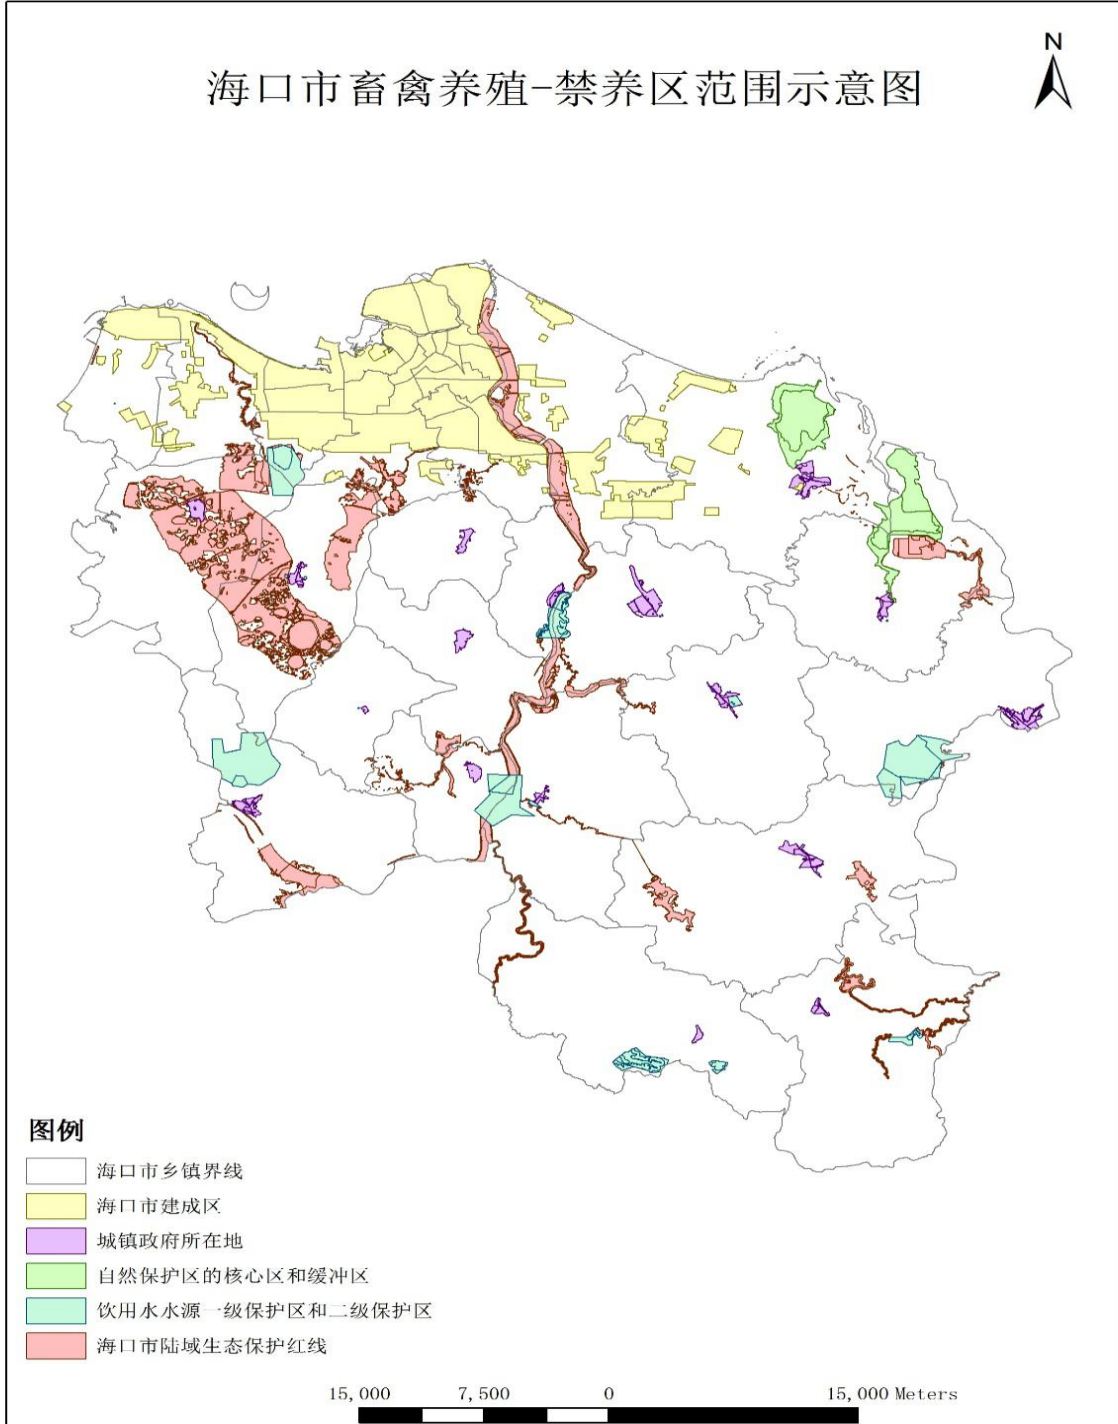 N
海口市畜禽养殖-禁养区范围示意图
图例
海口市乡镇界线
海口市建成区
城镇政府所在地
自然保护区的核心区和缓冲区
饮用水水源一级保护区和二级保护区
海口市陆域生态保护红线
15,000 7,500 0 15,000 Meters